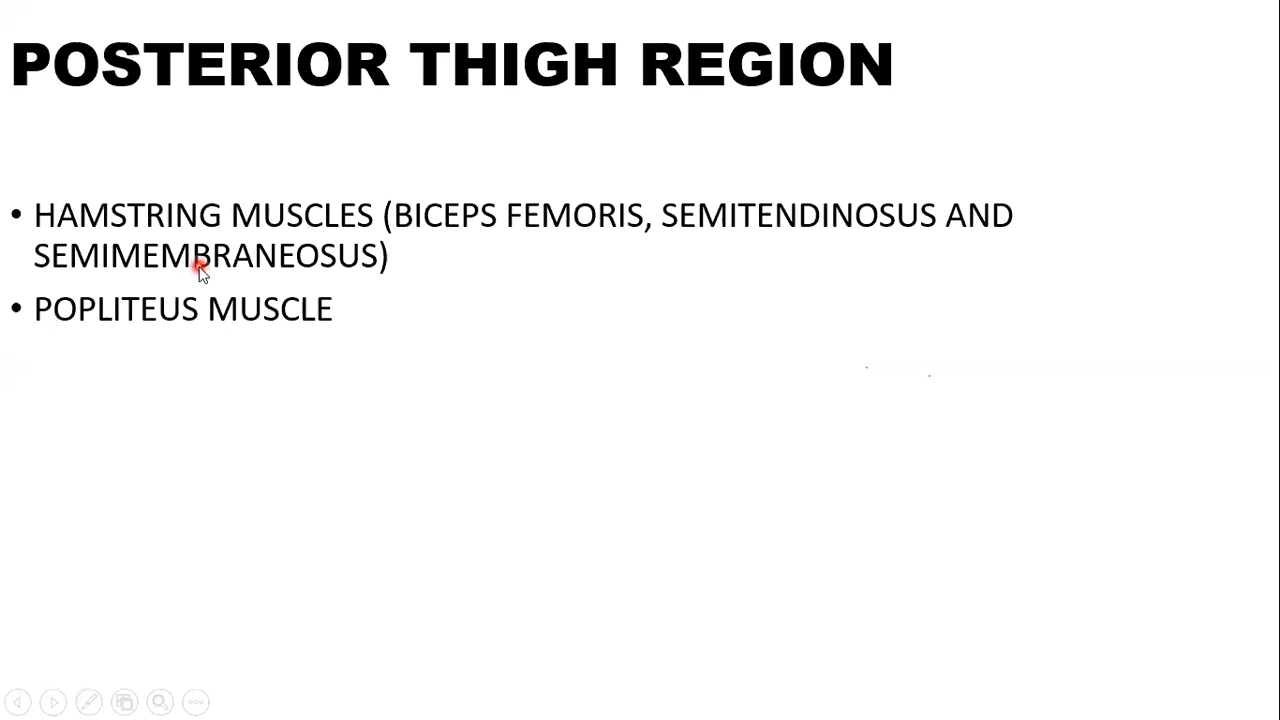 POSTERIOR THIGH REGION
• HAMSTRING MUSCLES (BICEPS FEMORIS, SEMITENDINOSUS AND
SEMIMEMBRANEOSUS)
• POPLITEUS MUSCLE